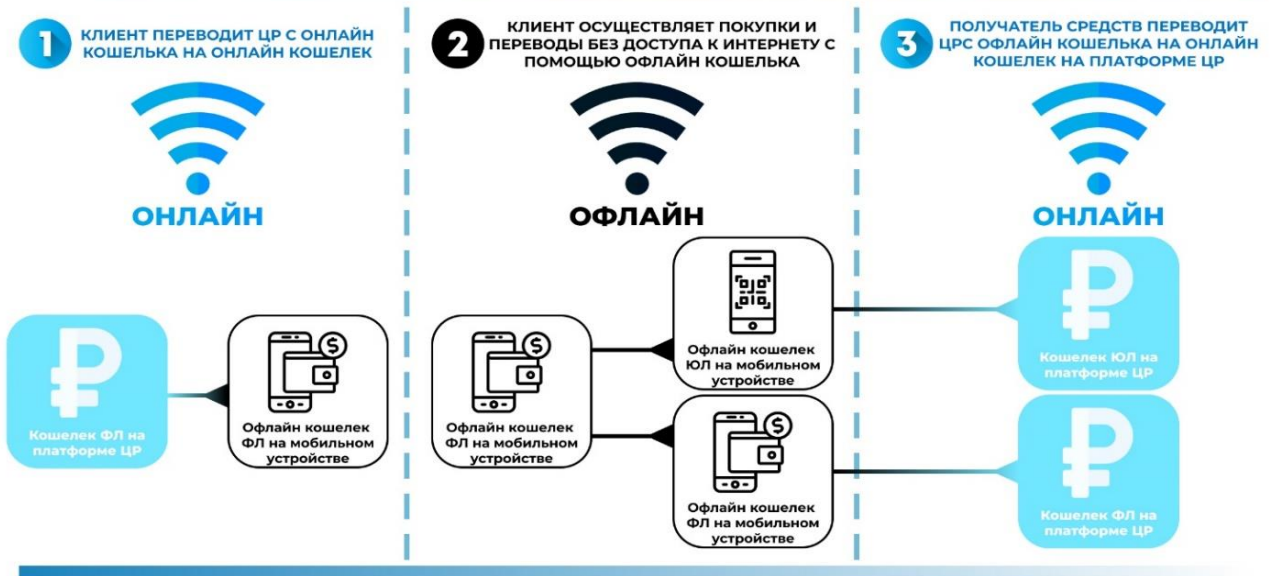 1
КЛИЕНТ ПЕРЕВОДИТ ЦР С ОНЛАЙН
КОШЕЛЬКА НА ОНЛАЙН КОШЕЛЕК
ОНЛАЙН
Кошелек ФЛ на
платформе ЦР
$
Офлайн кошелек
ФЛ на мобильном
устройстве
2
КЛИЕНТ ОСУЩЕСТВЛЯЕТ ПОКУПКИ И
ПЕРЕВОДЫ БЕЗ ДОСТУПА К ИНТЕРНЕТУ С
ПОМОЩЬЮ ОФЛАЙН КОШЕЛЬКА
ОФЛАЙН
$
Офлайн кошелек
ФЛ на мобильном
устройстве
Офлайн кошелек
ЮЛ на мобильном
устройстве
$
Офлайн кошелек
ФЛ на мобильном
устройстве
3
ПОЛУЧАТЕЛЬ СРЕДСТВ ПЕРЕВОДИТ
ЦРС ОФЛАЙН КОШЕЛЬКА НА ОНЛАЙН
КОШЕЛЕК НА ПЛАТФОРМЕ ЦР
ОНЛАЙН
Кошелек ЮЛ на
платформе ЦР
Кошелек ФЛ на
платформе ЦР